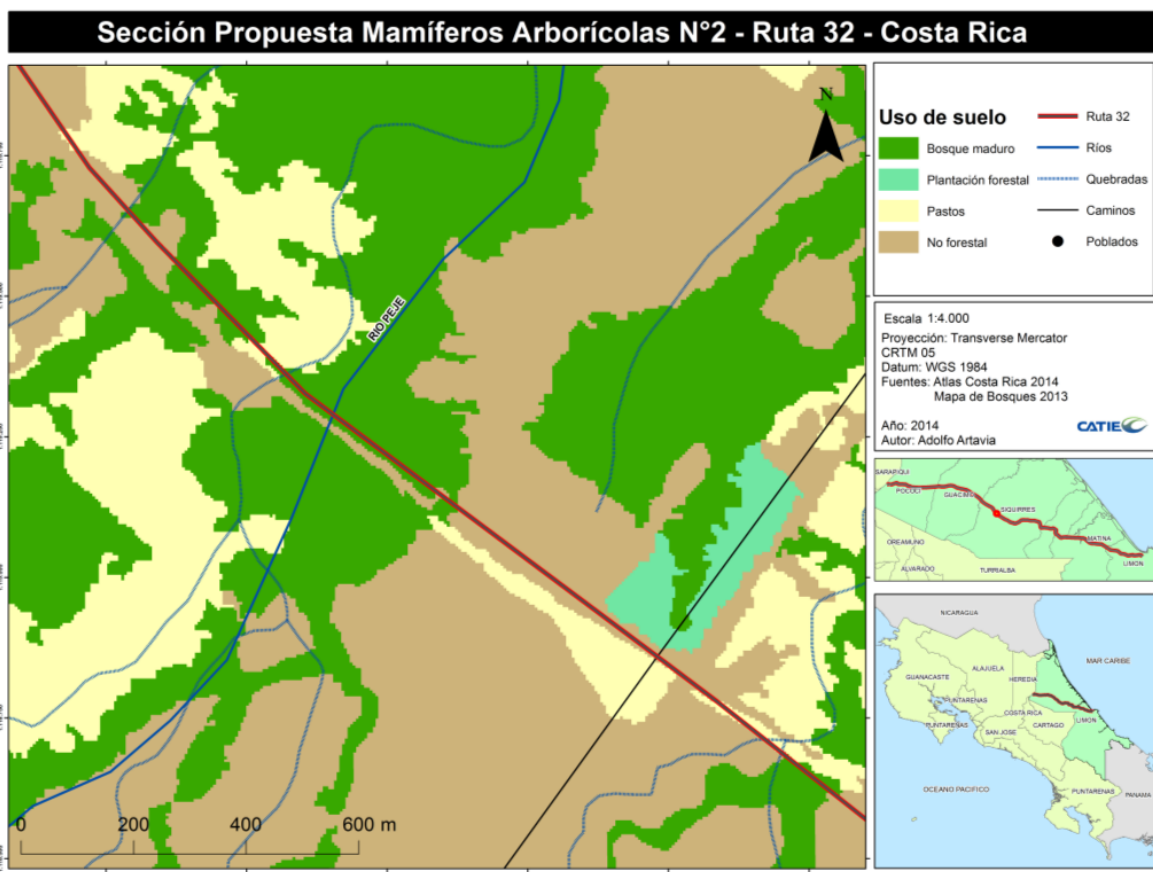 Sección Propuesta Mamíferos Arborícolas N°2 - Ruta 32 - Costa Rica
N
RIO PEJE
0 200 400 600 m
Uso de suelo
Bosque maduro
Plantación forestal
Pastos
No forestal
Ruta 32
Ríos
Quebradas
Caminos
Poblados
Escala 1:4.000
Proyección: Transverse Mercator
CRTM 05
Datum: WGS 1984
Fuentes: Atlas Costa Rica 2014
Mapa de Bosques 2013
Año: 2014
Autor: Adolfo Artavia
CATIE
SARAPIQUI
POCOCI
GUACIMO
SIQUIRRES
OREAMUNO
MATINA
ALVARADO
TURRIALBA
LIMON
NICARAGUA
MAR CARIBE
ALAJUELA
GUANACASTE
HEREDIA
PUNTARENAS
COSTA RICA
LIMON
PUNTARENAS
CARTAGO
SAN JOSE
OCEANO PACIFICO
PUNTARENAS
PANAMA